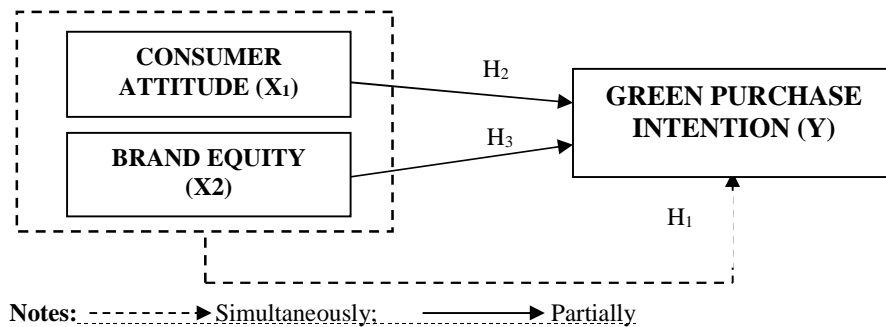 CONSUMER
ATTITUDE (X₁)
H₂
GREEN PURCHASE
INTENTION (Y)
BRAND EQUITY
(X2)
H₃
H₁
Notes: Simultaneously; Partially